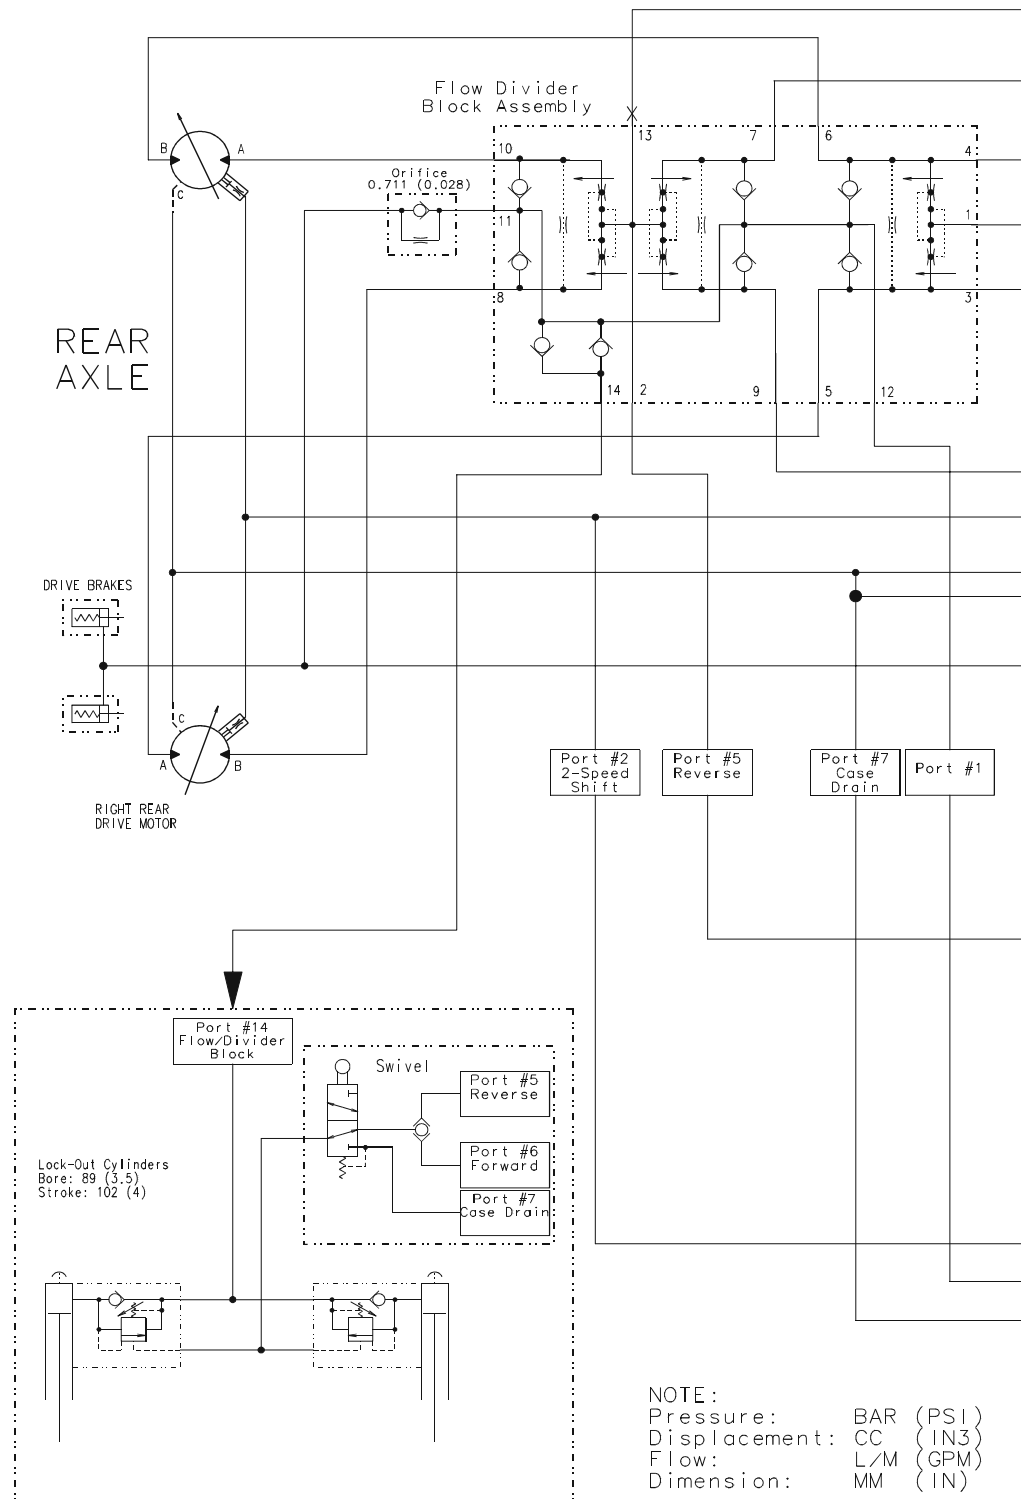 Flow Divider
Block Assembly
13
7
6
B
A
10
4
C
Orifice
0.711 (0.028)
11
1
8
3
REAR
AXLE
14
2
9
5
12
DRIVE BRAKES
C
A
B
Port #2
2-Speed
Shift
Port #5
Reverse
Port #7
Case
Drain
Port #1
RIGHT REAR
DRIVE MOTOR
Port #14
Flow/Divider
Block
Swivel
Port #5
Reverse
Port #6
Forward
Port #7
Case Drain
Lock-Out Cylinders
Bore: 89 (3.5)
Stroke: 102 (4)
NOTE:
Pressure: BAR (PSI)
Displacement: CC (IN3)
Flow: L/M (GPM)
Dimension: MM (IN)